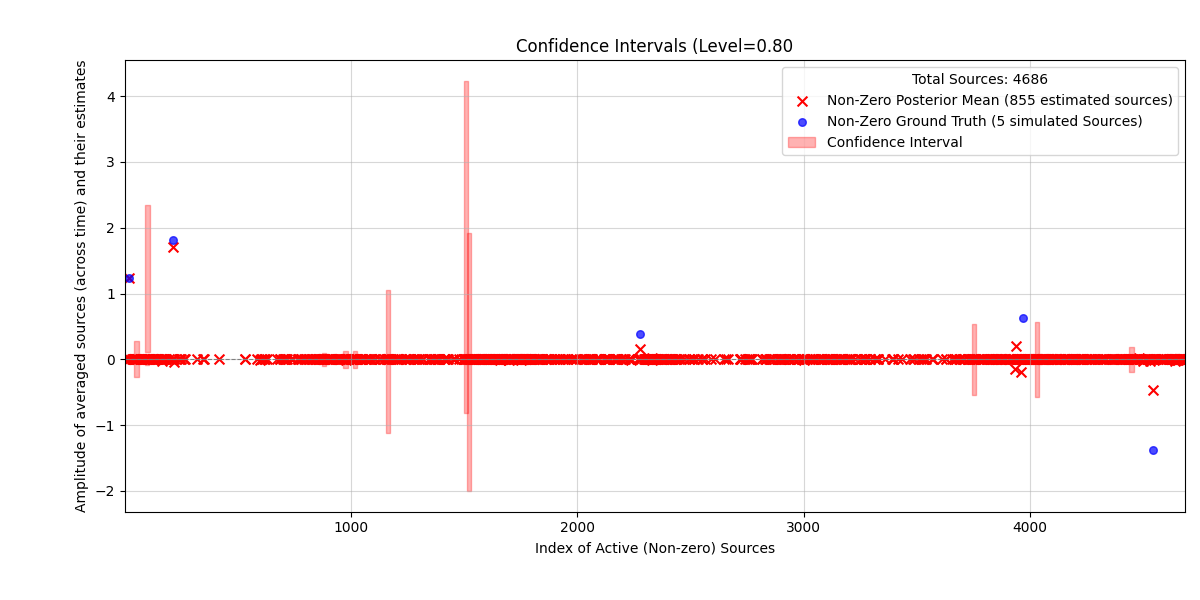 Confidence Intervals (Level=0.80
Amplitude of averaged sources (across time) and their estimates
4
3
2
1
0
−1
−2
Total Sources: 4686
Non-Zero Posterior Mean (855 estimated sources)
Non-Zero Ground Truth (5 simulated Sources)
Confidence Interval
1000
2000
3000
4000
Index of Active (Non-zero) Sources